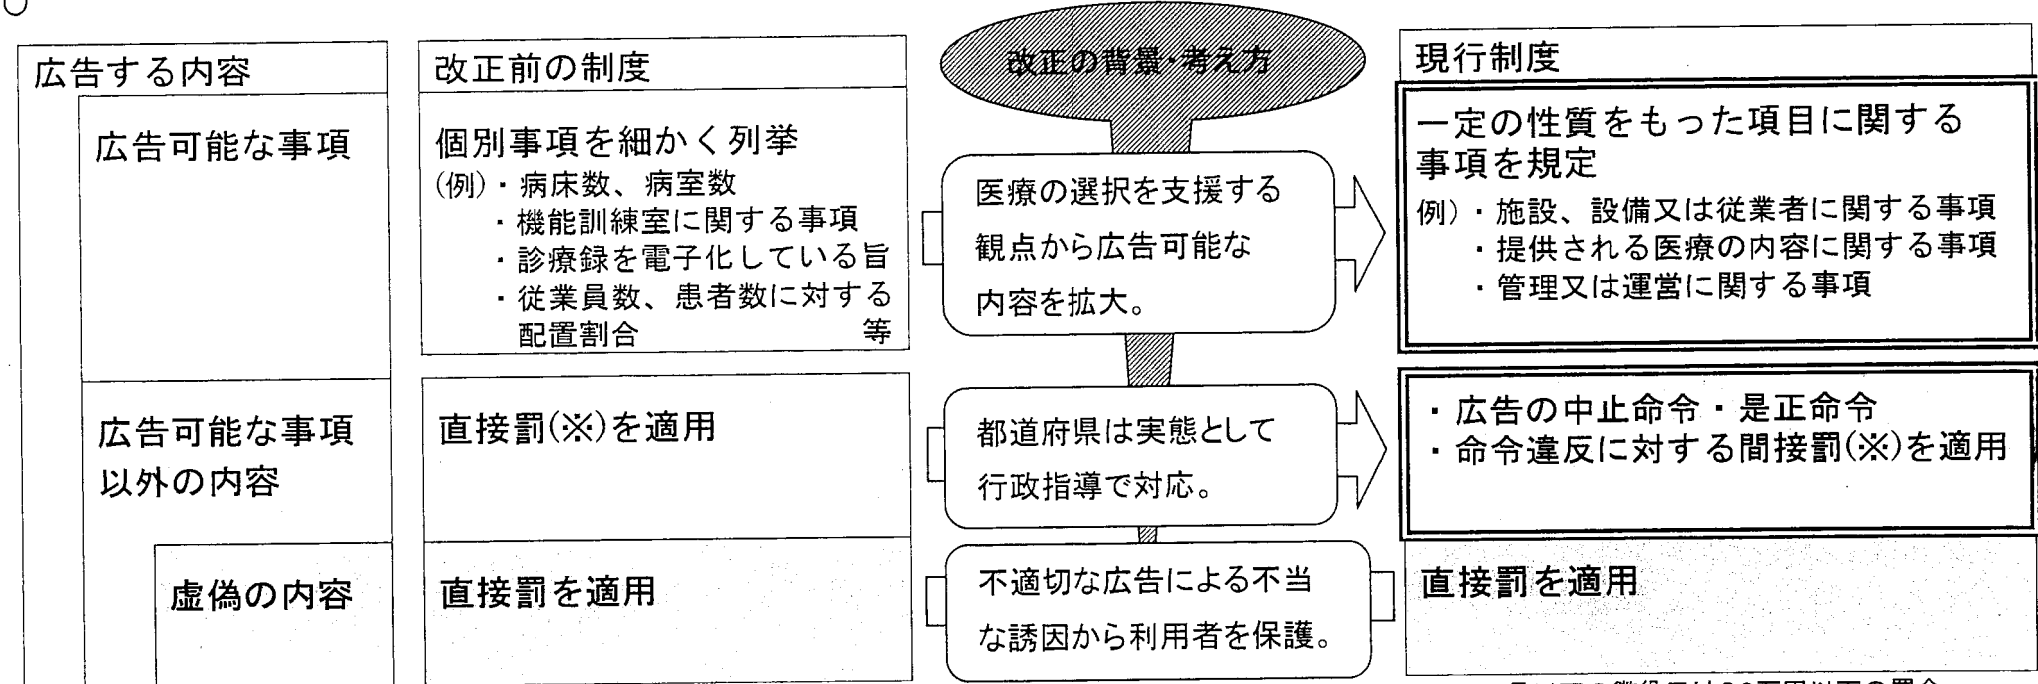 広告する内容
改正前の制度
改正の背景・考え方
現行制度
広告可能な事項
個別事項を細かく列挙
(例)・病床数、病室数
・機能訓練室に関する事項
・診療録を電子化している旨
・従業員数、患者数に対する
配置割合 等
医療の選択を支援する
観点から広告可能な
内容を拡大。
一定の性質をもった項目に関する
事項を規定
例)・施設、設備又は従業者に関する事項
・提供される医療の内容に関する事項
・管理又は運営に関する事項
広告可能な事項
以外の内容
直接罰(※)を適用
都道府県は実態として
行政指導で対応。
・広告の中止命令・是正命令
・命令違反に対する間接罰(※)を適用
虚偽の内容
直接罰を適用
不適切な広告による不当
な誘因から利用者を保護。
直接罰を適用